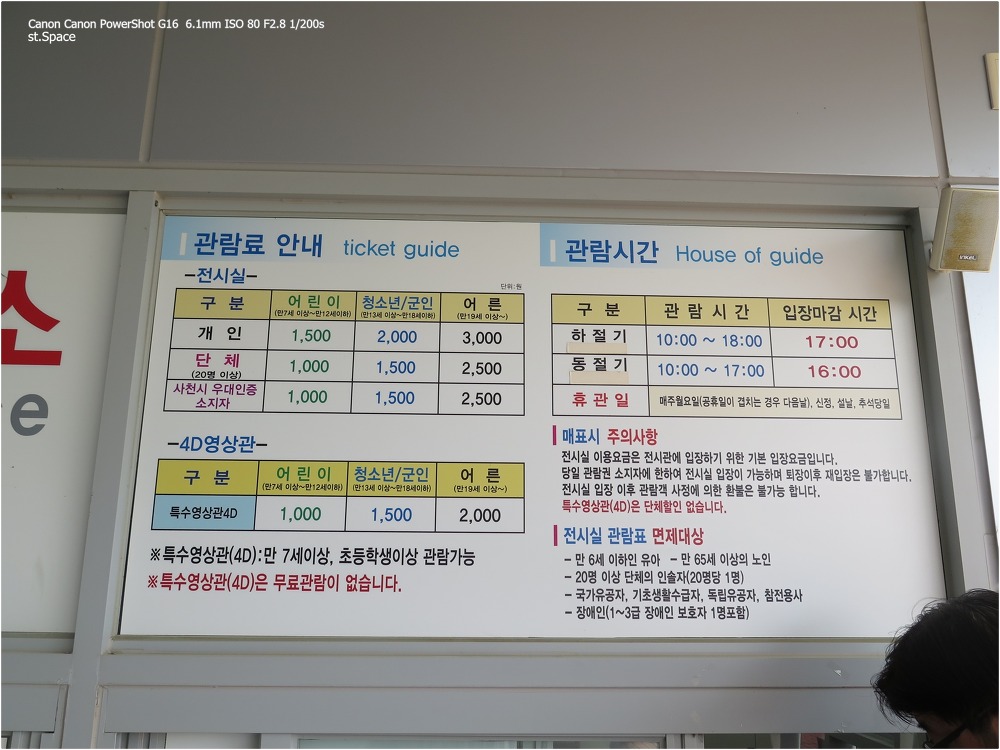 Canon Canon PowerShot G16 6.1mm ISO 80 F2.8 1/200s
st.Space
소
e
관람료 안내 ticket guide
–전시실–
단위:원
구 분 어린이 청소년/군인 어 른
(만7세 이상~만12세이하) (만13세 이상~만18세이하) (만19세 이상~)
개 인 1,500 2,000 3,000
단 체 1,000 1,500 2,500
(20명 이상)
사천시 우대인증 소지자 1,000 1,500 2,500
–4D영상관–
구 분 어린이 청소년/군인 어 른
(만7세 이상~만12세이하) (만13세 이상~만18세이하) (만19세 이상~)
특수영상관4D 1,000 1,500 2,000
※특수영상관(4D):만 7세이상, 초등학생이상 관람가능
※특수영상관(4D)은 무료관람이 없습니다.
관람시간 House of guide
구 분 관 람 시 간 입장마감 시간
하 절 기 10:00 ~ 18:00 17:00
동 절 기 10:00 ~ 17:00 16:00
휴 관 일 매주월요일(공휴일이 겹치는 경우 다음날), 신정, 설날, 추석당일
매표시 주의사항
전시실 이용요금은 전시관에 입장하기 위한 기본 입장요금입니다.
당일 관람권 소지자에 한하여 전시실 입장이 가능하며 퇴장이후 재입장은 불가합니다.
전시실 입장 이후 관람객 사정에 의한 환불은 불가능 합니다.
특수영상관(4D)은 단체할인 없습니다.
전시실 관람표 면제대상
– 만 6세 이하인 유아 – 만 65세 이상의 노인
– 20명 이상 단체의 인솔자(20명당 1명)
– 국가유공자, 기초생활수급자, 독립유공자, 참전용사
– 장애인(1~3급 장애인 보호자 1명포함)